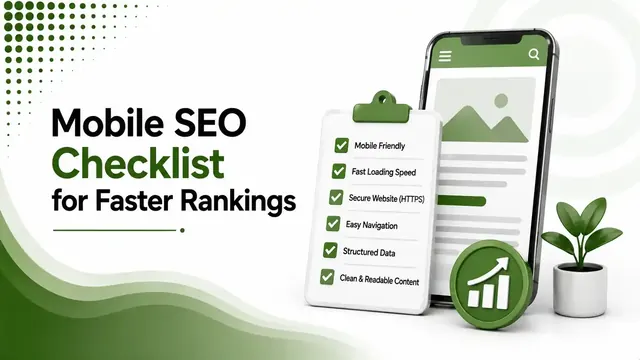 Mobile SEO
Checklist
for Faster Rankings
Mobile Friendly
Fast Loading Speed
Secure Website (HTTPS)
Easy Navigation
Structured Data
Clean & Readable Content